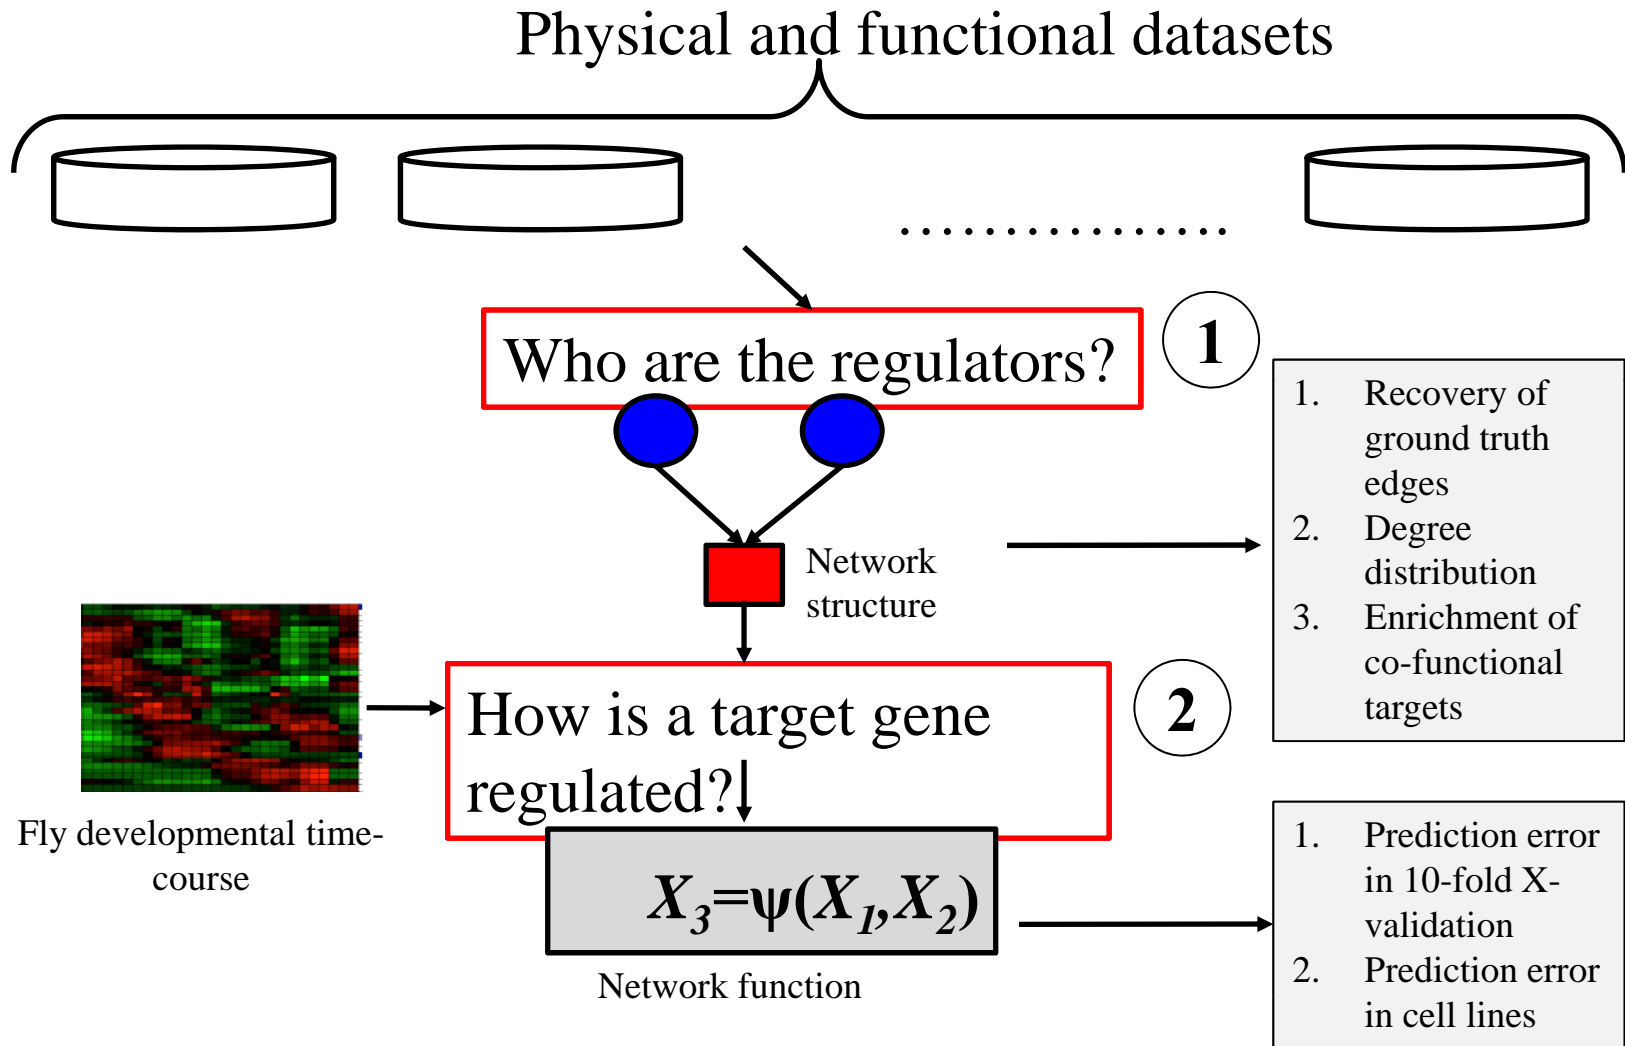 Physical and functional datasets
................
Who are the regulators?
1
1. Recovery of
ground truth
edges
2. Degree
distribution
3. Enrichment of
co-functional
targets
Network
structure
How is a target gene
regulated?
2
Fly developmental time-
course
X3=ψ(X1,X2)
Network function
1. Prediction error
in 10-fold X-
validation
2. Prediction error
in cell lines